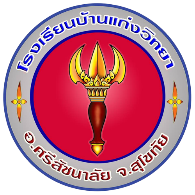 โรงเรียนบ้านแก่งวิทยา
อ.ศรีสัชนาลัย จ.สุโขทัย